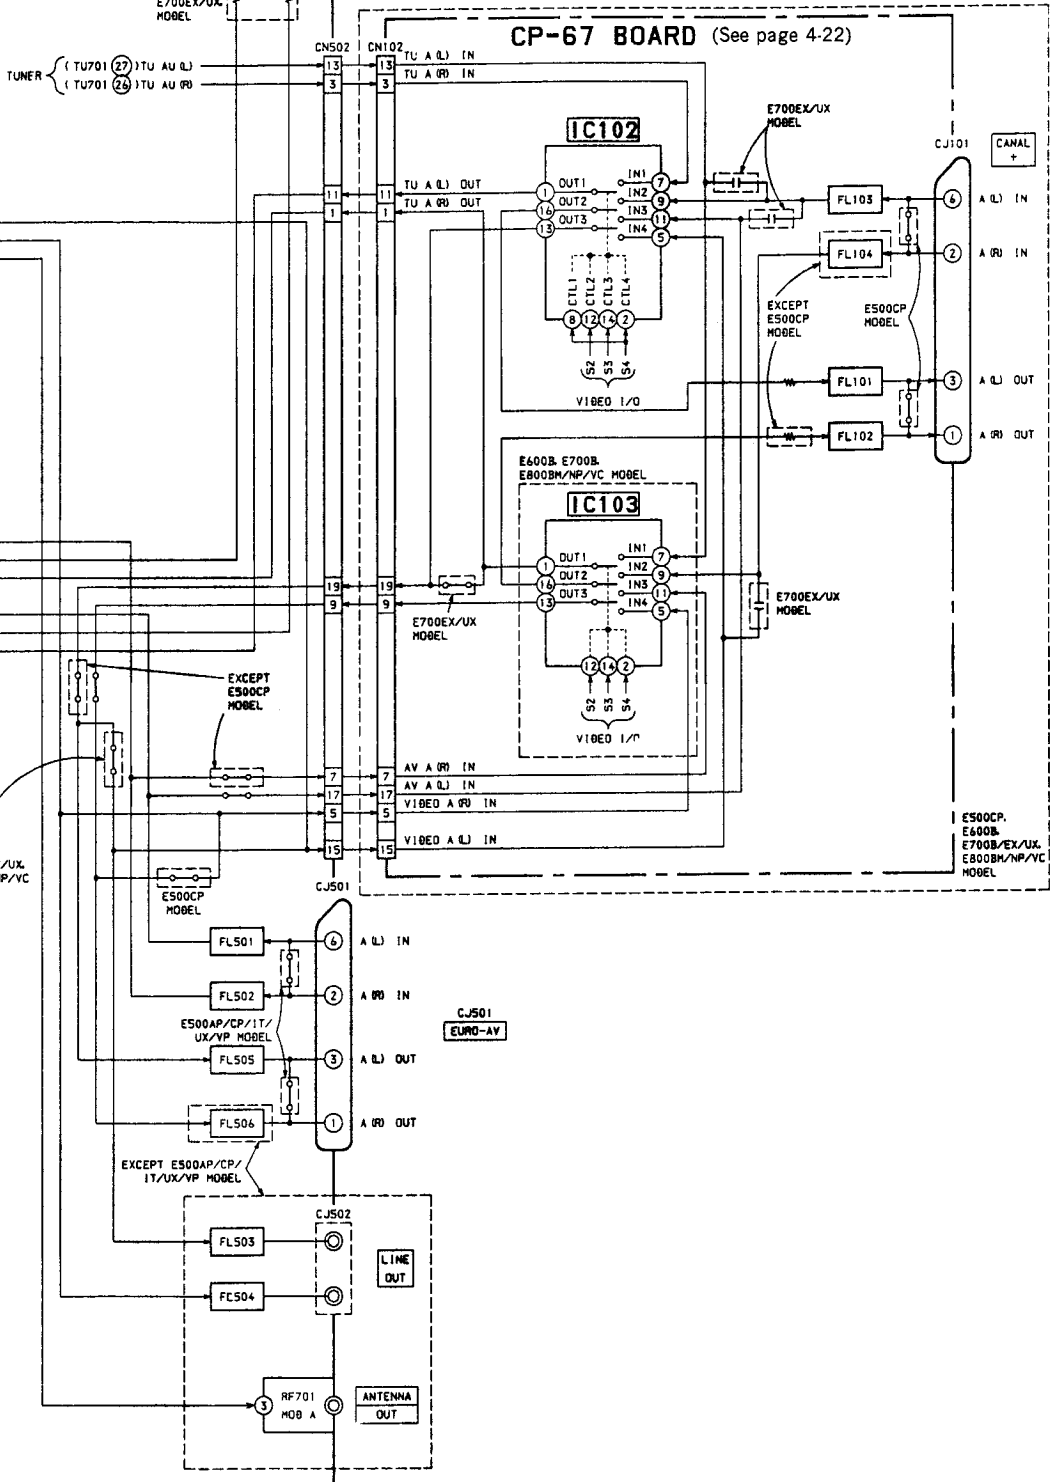 E700EX/UX
MODEL
CP-67 BOARD (See page 4-22)
CN502
CN102
TUNER
(TU701 27) TU AU (L)
(TU701 26) TU AU (R)
13
13
TU A (L) IN
3
3
TU A (R) IN
IC102
E700EX/UX
MODEL
CJ101
CANAL
+
11
11
TU A (L) OUT
1
1
TU A (R) OUT
1
OUT1
IN1
7
16
OUT2
IN2
9
13
OUT3
IN3
11
IN4
5
CTL1
CTL2
CTL3
CTL4
8
12
14
2
S2
S3
S4
VIDEO I/O
FL103
6
A (L) IN
FL104
2
A (R) IN
EXCEPT
E500CP
MODEL
E500CP
MODEL
FL101
3
A (L) OUT
FL102
1
A (R) OUT
E600B, E700B,
E800BM/NP/VC MODEL
IC103
1
OUT1
IN1
7
16
OUT2
IN2
9
13
OUT3
IN3
11
IN4
5
12
14
2
S2
S3
S4
VIDEO I/O
19
19
9
9
E700EX/UX
MODEL
E700EX/UX
MODEL
EXCEPT
E500CP
MODEL
7
7
AV A (R) IN
17
17
AV A (L) IN
5
5
VIDEO A (R) IN
15
15
VIDEO A (L) IN
E500CP,
E600B,
E700B/EX/UX,
E800BM/NP/VC
MODEL
/UX,
P/VC
E500CP
MODEL
CJ501
FL501
6
A (L) IN
FL502
2
A (R) IN
E500AP/CP/IT/
UX/VP MODEL
CJ501
EURO-AV
FL505
3
A (L) OUT
FL506
1
A (R) OUT
EXCEPT E500AP/CP/
IT/UX/VP MODEL
CJ502
FL503
LINE
OUT
FL504
3
RF701
MOD A
ANTENNA
OUT